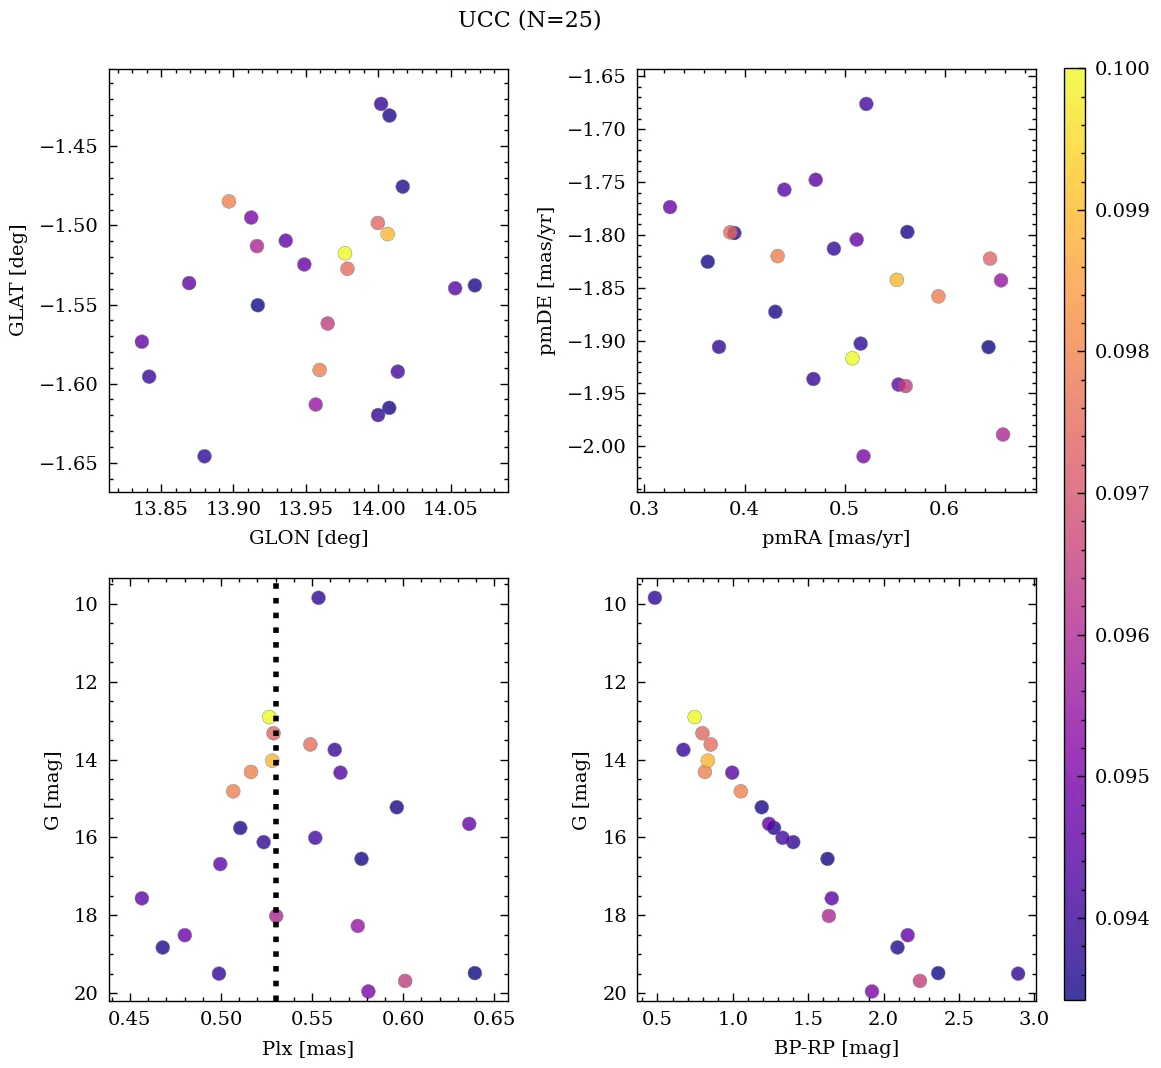 UCC (N=25)
−1.45
−1.50
−1.55
−1.60
−1.65
GLAT [deg]
13.85 13.90 13.95 14.00 14.05
GLON [deg]
−1.65
−1.70
−1.75
−1.80
−1.85
−1.90
−1.95
−2.00
pmDE [mas/yr]
0.3 0.4 0.5 0.6
pmRA [mas/yr]
0.100
0.099
0.098
0.097
0.096
0.095
0.094
10
12
14
16
18
20
G [mag]
0.45 0.50 0.55 0.60 0.65
Plx [mas]
10
12
14
16
18
20
G [mag]
0.5 1.0 1.5 2.0 2.5 3.0
BP-RP [mag]